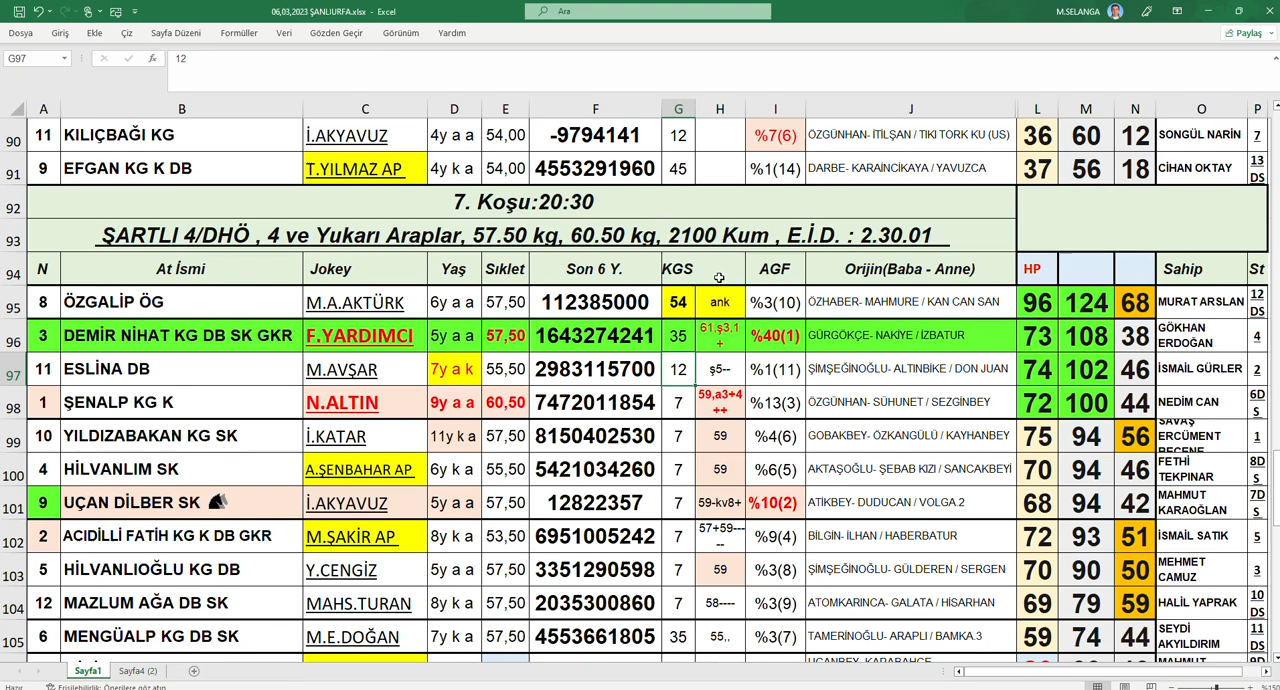 06,03,2023 ŞANLIURFA.xlsx - Excel
Ara
M.SELANGA
Dosya Giriş Ekle Çiz Sayfa Düzeni Formüller Veri Gözden Geçir Görünüm Yardım Paylaş
G97 fx 12
A B C D E F G H I J L M N O P
90 11 KILIÇBAĞI KG İ.AKYAVUZ 4y a a 54,00 -9794141 12 %7(6) ÖZGÜNHAN- İTİLŞAN / TIKI TORK KU (US) 36 60 12 SONGÜL NARİN 7
91 9 EFGAN KG K DB T.YILMAZ AP 4y k a 54,00 4553291960 45 %1(14) DARBE- KARAİNCİKAYA / YAVUZCA 37 56 18 CİHAN OKTAY 13 DS
92 7. Koşu:20:30
93 ŞARTLI 4/DHÖ , 4 ve Yukarı Araplar, 57.50 kg, 60.50 kg, 2100 Kum , E.İ.D. : 2.30.01
94 N At İsmi Jokey Yaş Sıklet Son 6 Y. KGS AGF Orijin(Baba - Anne) HP Sahip St
95 8 ÖZGALİP ÖG M.A.AKTÜRK 6y a a 57,50 112385000 54 ank %3(10) ÖZHABER- MAHMURE / KAN CAN SAN 96 124 68 MURAT ARSLAN 12 DS
96 3 DEMİR NİHAT KG DB SK GKR F.YARDIMCI 5y a a 57,50 1643274241 35 61,ş3,1+ %40(1) GÜRGÖKÇE- NAKİYE / İZBATUR 73 108 38 GÖKHAN ERDOĞAN 4
97 11 ESLİNA DB M.AVŞAR 7y a k 55,50 2983115700 12 ş5-- %1(11) ŞİMŞEĞİNOĞLU- ALTINBİKE / DON JUAN 74 102 46 İSMAİL GÜRLER 2
98 1 ŞENALP KG K N.ALTIN 9y a a 60,50 7472011854 7 59,a3+4++ %13(3) ÖZGÜNHAN- SÜHUNET / SEZGİNBEY 72 100 44 NEDİM CAN 6D S
99 10 YILDIZABAKAN KG SK İ.KATAR 11y k a 57,50 8150402530 7 59 %4(6) GOBAKBEY- ÖZKANGÜLÜ / KAYHANBEY 75 94 56 SAVAŞ ERCÜMENT 1
100 4 HİLVANLIM SK A.ŞENBAHAR AP 6y k a 55,50 5421034260 7 59 %6(5) AKTAŞOĞLU- ŞEBAB KIZI / SANCAKBEYİ 70 94 46 FETHİ TEKPINAR 8D S
101 9 UÇAN DİLBER SK İ.AKYAVUZ 5y a a 57,50 12822357 7 59-kv8+ %10(2) ATİKBEY- DUDUCAN / VOLGA.2 68 94 42 MAHMUT KARAOĞLAN 7D S
102 2 ACIDİLLİ FATİH KG K DB GKR M.ŞAKİR AP 8y k a 53,50 6951005242 7 57+59------ %9(4) BİLGİN- İLHAN / HABERBATUR 72 93 51 İSMAİL SATIK 5
103 5 HİLVANLIOĞLU KG DB Y.CENGİZ 5y a a 57,50 3351290598 7 59 %3(8) ŞİMŞEĞİNOĞLU- GÜLDEREN / SERGEN 70 90 50 MEHMET CAMUZ 3
104 12 MAZLUM AĞA DB SK MAHS.TURAN 8y k a 57,50 2035300860 7 58---- %3(9) ATOMKARINCA- GALATA / HİSARHAN 69 79 59 HALİL YAPRAK 10 DS
105 6 MENGÜALP KG DB SK M.E.DOĞAN 7y k a 57,50 4553661805 35 55,, %3(7) TAMERİNOĞLU- ARAPLI / BAMKA.3 59 74 44 SEYDİ AKYILDIRIM 11 DS
Sayfa1 Sayfa4 (2)
Hazır Erişilebilirlik: Önerilere göz atın %150